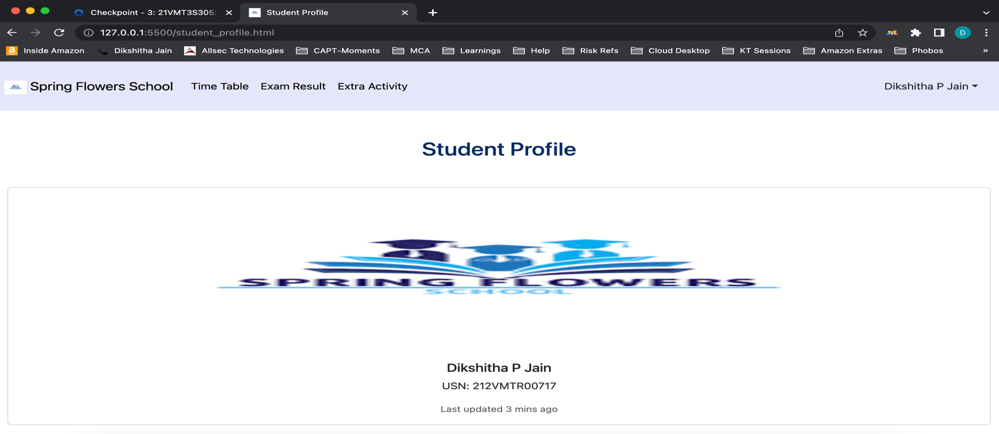 Checkpoint - 3: 21VMT3S305: Student Profile
127.0.0.1:5500/student_profile.html D
a Inside Amazon Dikshitha Jain Allsec Technologies CAPT-Moments MCA Learnings Help Risk Refs Cloud Desktop KT Sessions Amazon Extras Phobos »
Spring Flowers School Time Table Exam Result Extra Activity Dikshitha P Jain
Student Profile
SPRING FLOWERS
SCHOOL
Dikshitha P Jain
USN: 212VMTR00717
Last updated 3 mins ago